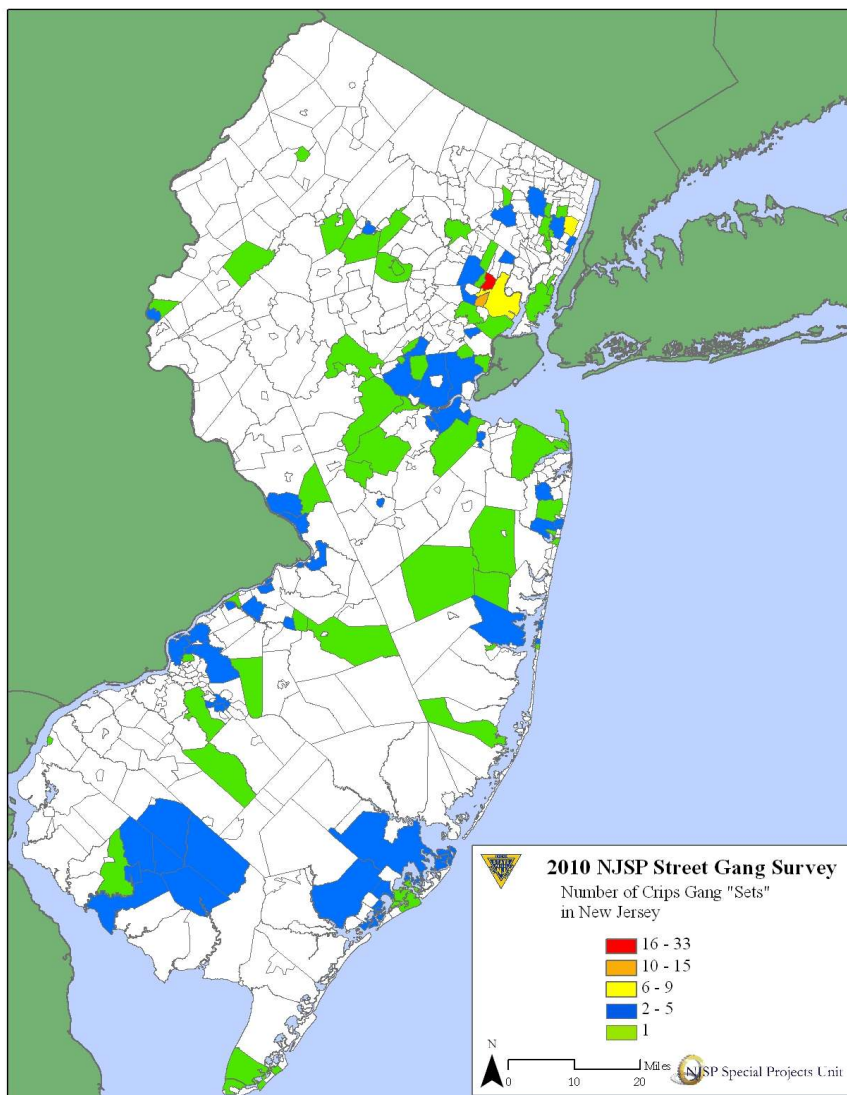 2010 NJSP Street Gang Survey
Number of Crips Gang "Sets"
in New Jersey
16 - 33
10 - 15
6 - 9
2 - 5
1
N
Miles
0 10 20
NJSP Special Projects Unit